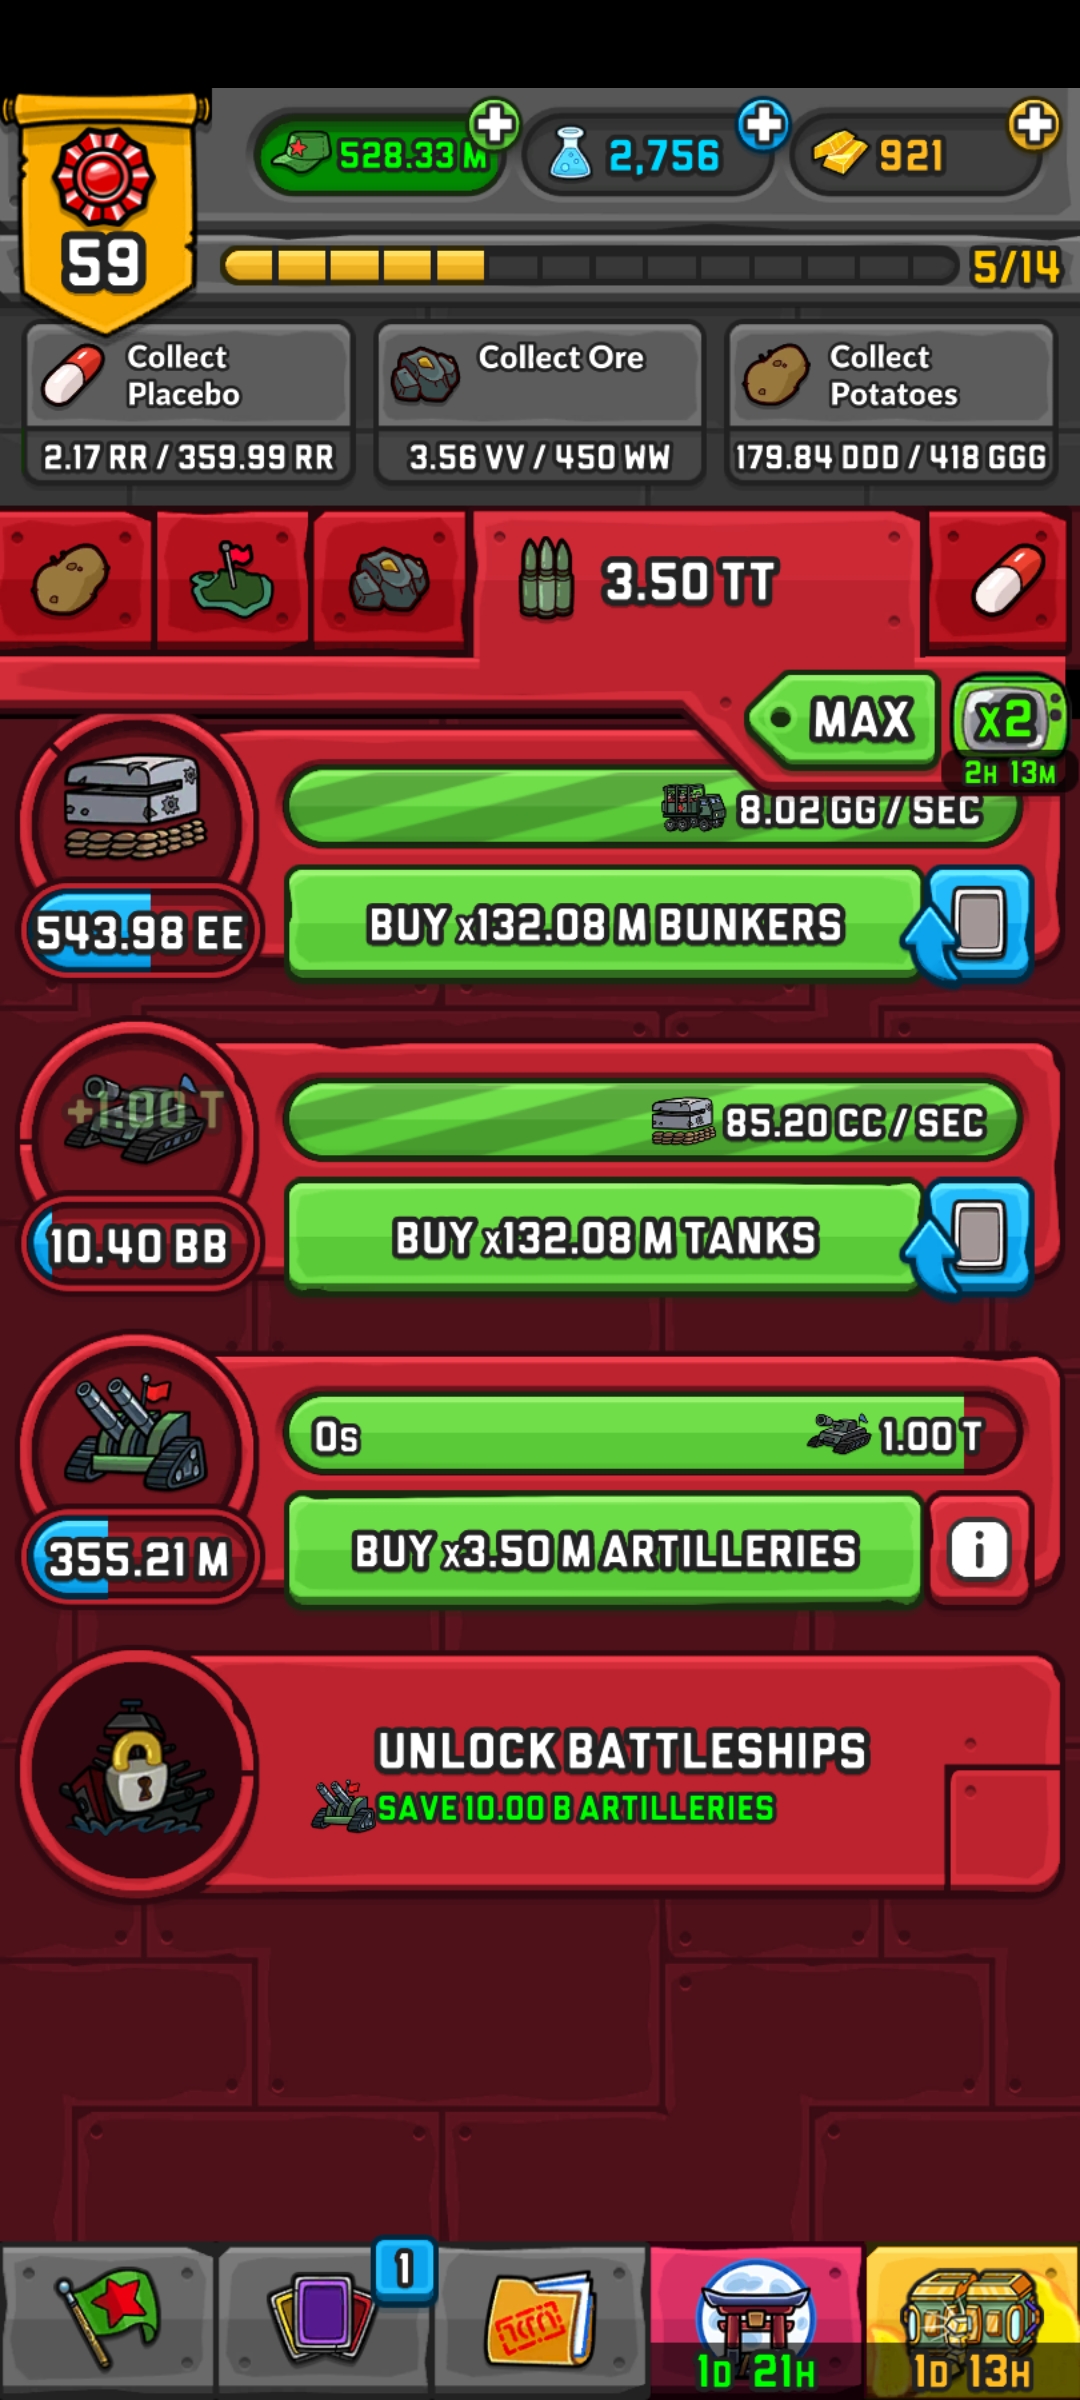 528.33 M
2,756
921
59
5/14
Collect
Placebo
2.17 RR / 359.99 RR
Collect Ore
3.56 VV / 450 WW
Collect
Potatoes
179.84 DDD / 418 GGG
3.50 TT
MAX
x2
2H 13M
8.02 GG / SEC
543.98 EE
BUY x132.08 M BUNKERS
+1.00 T
85.20 CC / SEC
10.40 BB
BUY x132.08 M TANKS
0s
1.00 T
355.21 M
BUY x3.50 M ARTILLERIES
i
UNLOCK BATTLESHIPS
SAVE 10.00 B ARTILLERIES
1
1D 21H
1D 13H